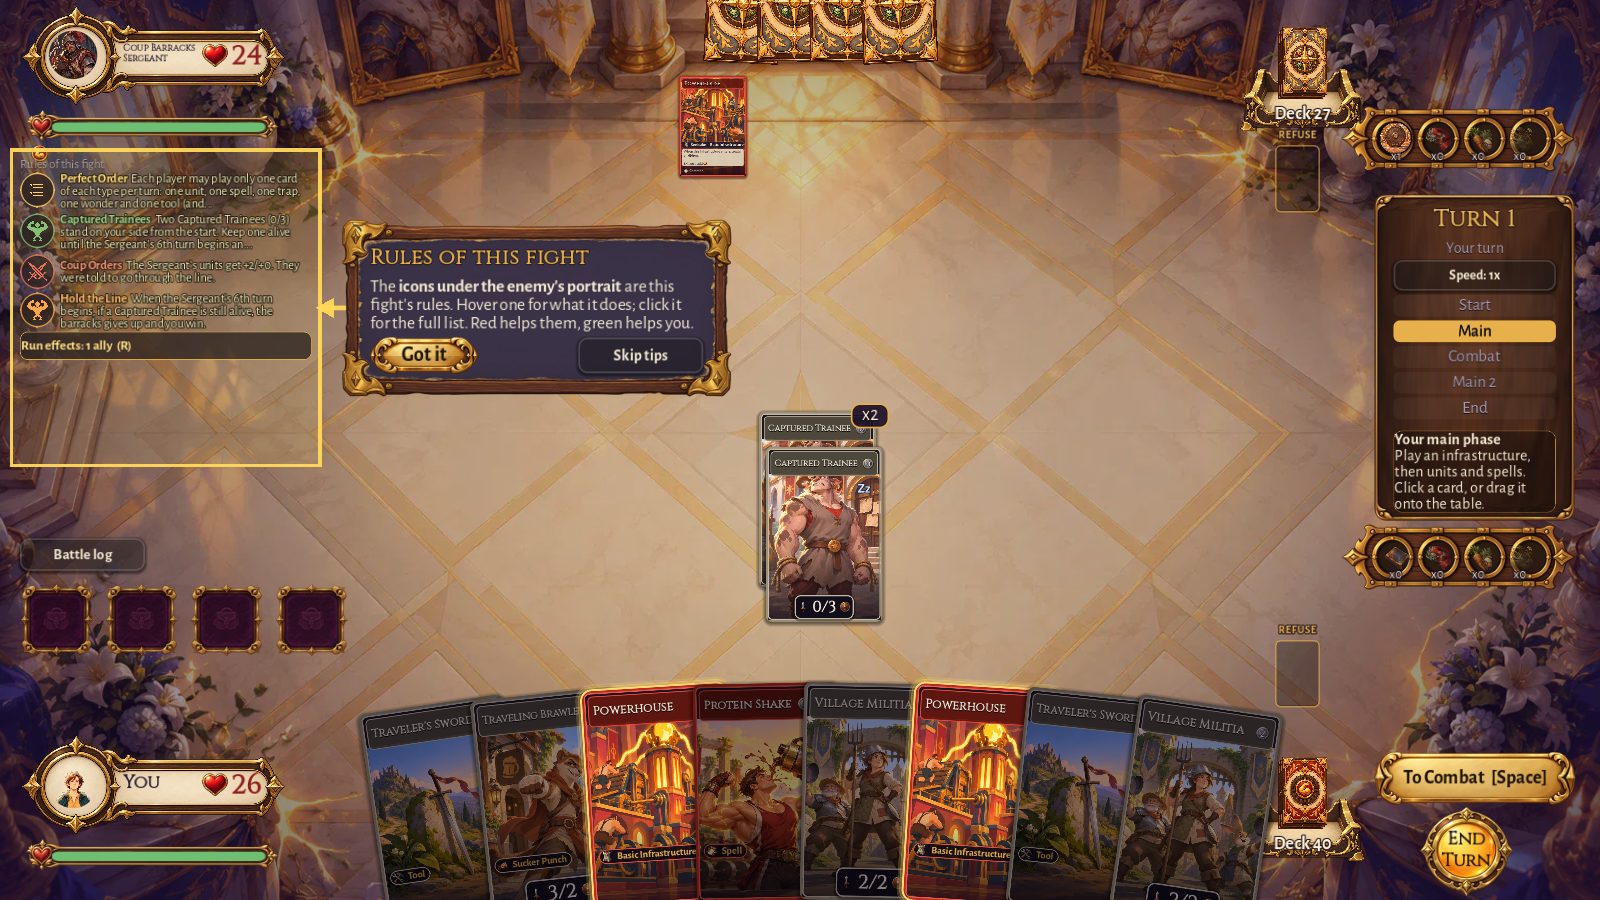 Coup Barracks
Sergeant
24
Rules of this fight
Perfect Order Each player may play only one card
of each type per turn: one unit, one spell, one trap,
one wonder and one tool (and...
Captured Trainees Two Captured Trainees (0/3)
stand on your side from the start. Keep one alive
until the Sergeant's 6th turn begins an...
Coup Orders The Sergeant's units get +2/+0. They
were told to go through the line.
Hold the Line When the Sergeant's 6th turn
begins, if a Captured Trainee is still alive, the
barracks gives up and you win.
Run effects: 1 ally (R)
Rules of this fight
The icons under the enemy's portrait are this
fight's rules. Hover one for what it does; click it
for the full list. Red helps them, green helps you.
Got it
Skip tips
Deck 27
REFUSE
x1
x0
x0
x0
Turn 1
Your turn
Speed: 1x
Start
Main
Combat
Main 2
End
Your main phase
Play an infrastructure,
then units and spells.
Click a card, or drag it
onto the table.
x0
x0
x0
x0
X2
Captured Trainee
Captured Trainee
Zz
0/3
Battle log
REFUSE
You
26
Traveler's Sword
Tool
Traveling Brawle
Sucker Punch
3/2
Powerhouse
Basic Infrastructure
Protein Shake
Spell
Village Militia
2/2
Powerhouse
Basic Infrastructure
Traveler's Sword
Tool
Village Militia
Deck 40
To Combat [Space]
End
Turn